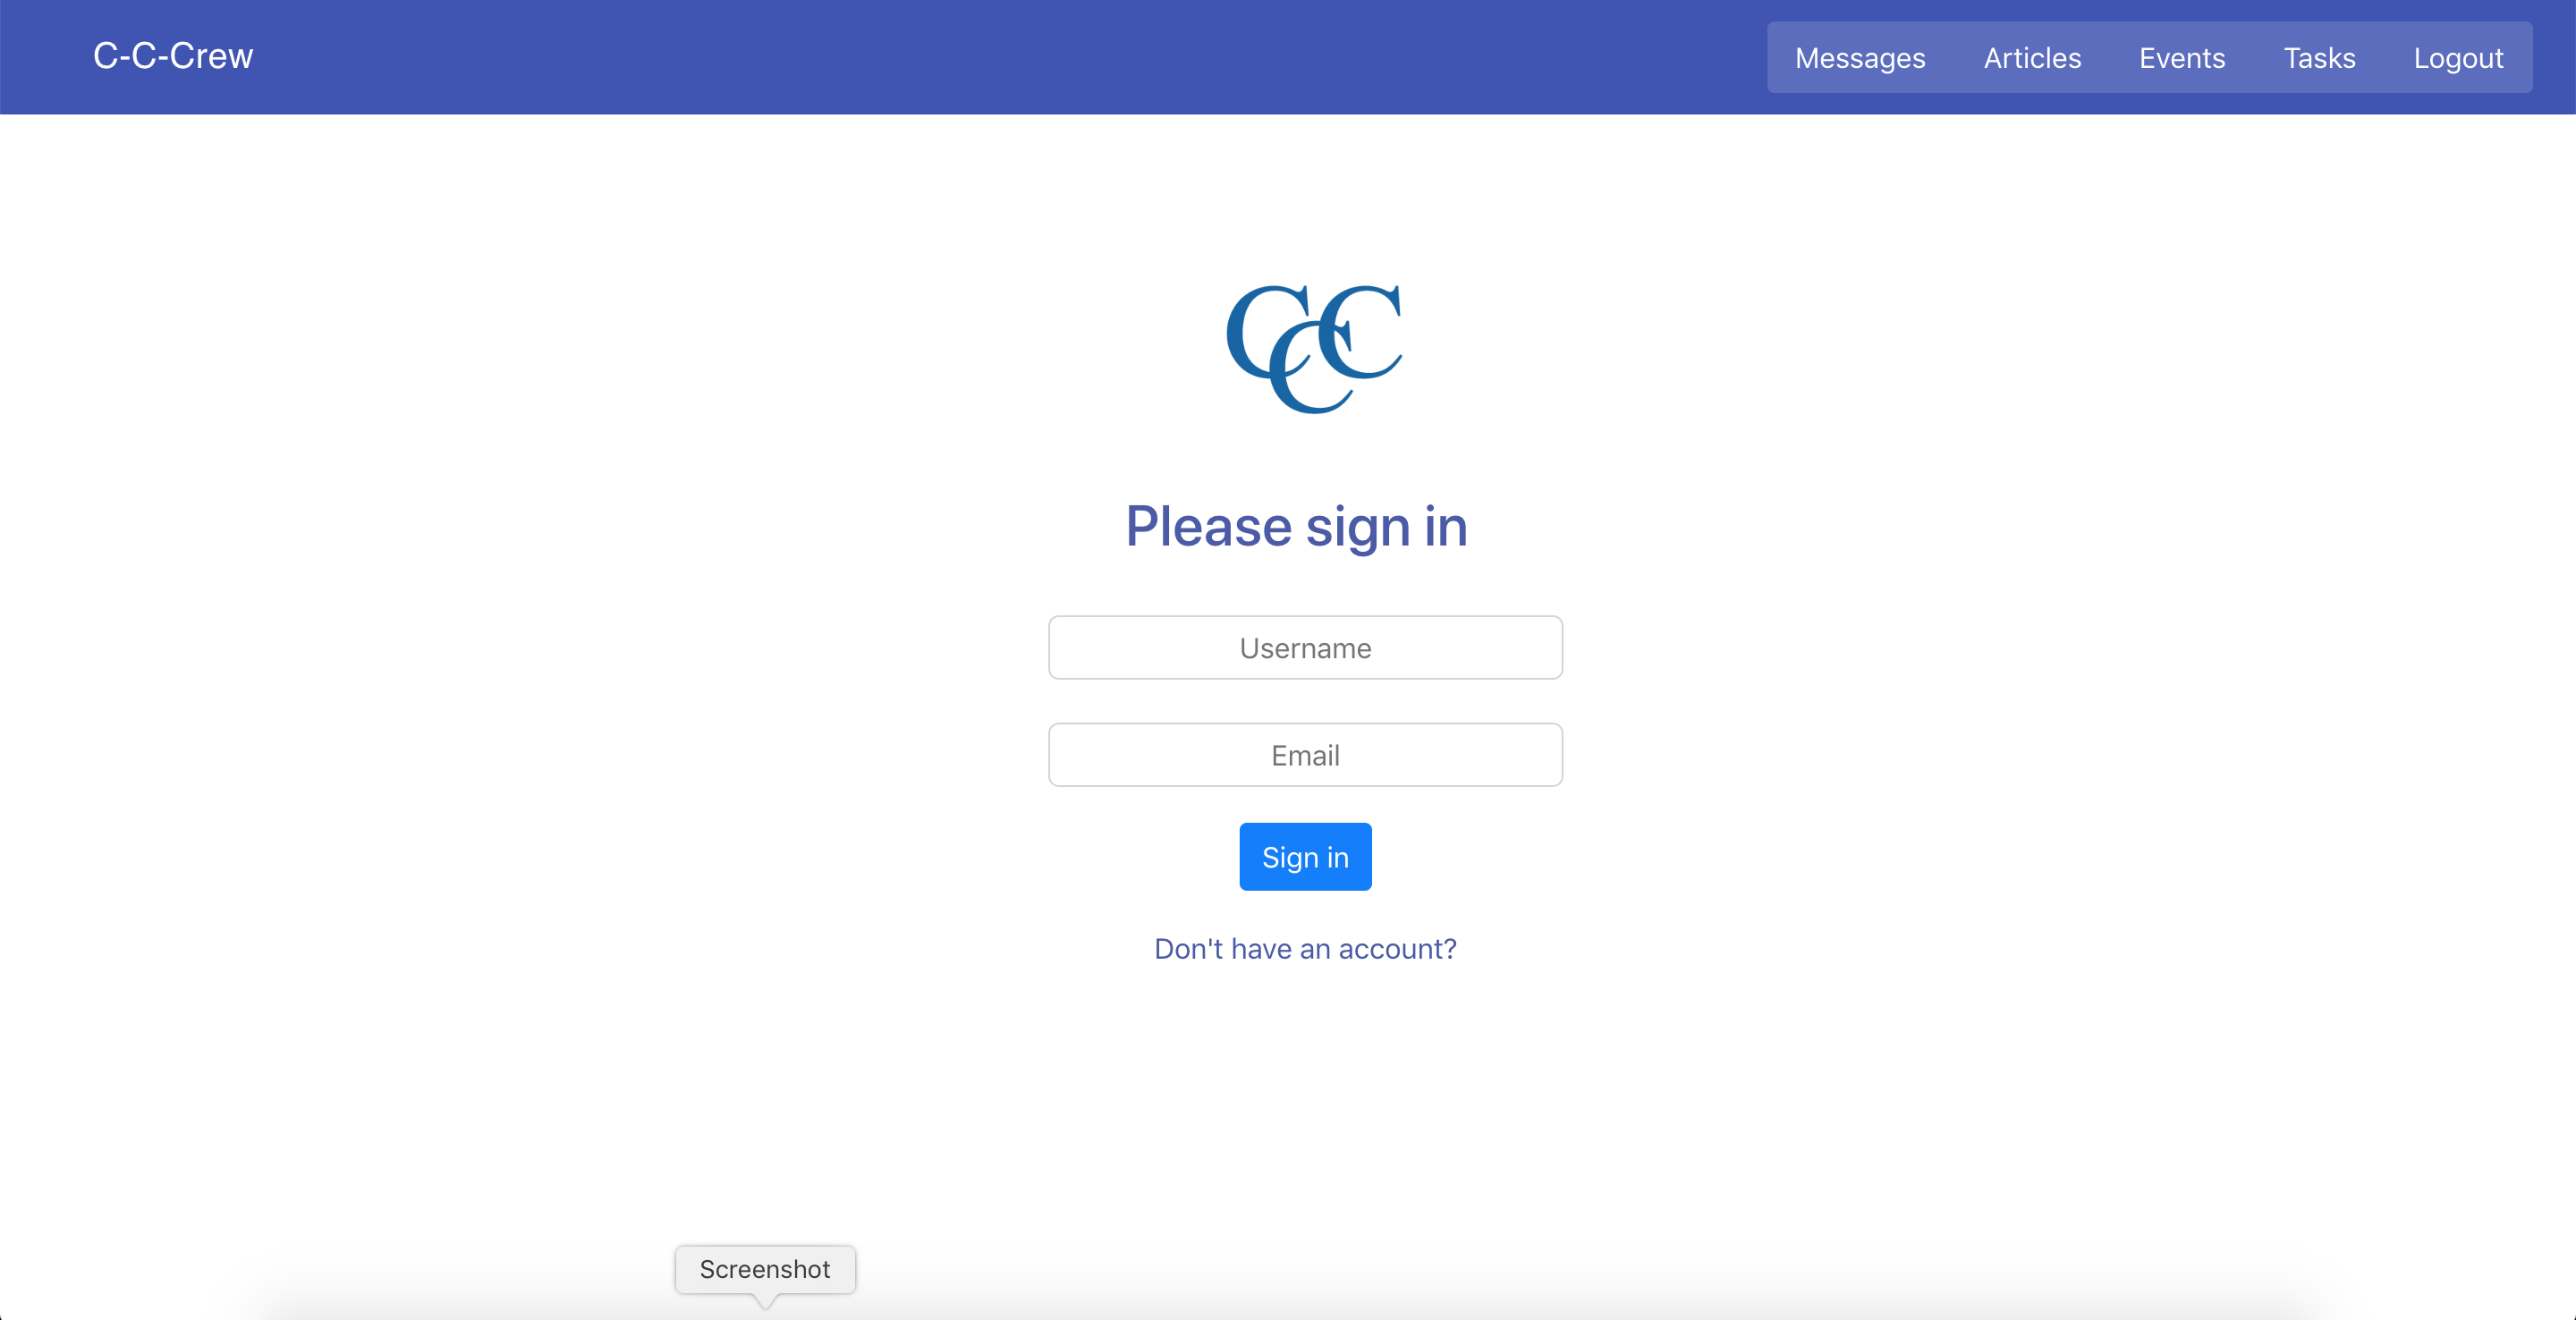 C-C-Crew
Messages Articles Events Tasks Logout
CCC
Please sign in
Username
Email
Sign in
Don't have an account?
Screenshot